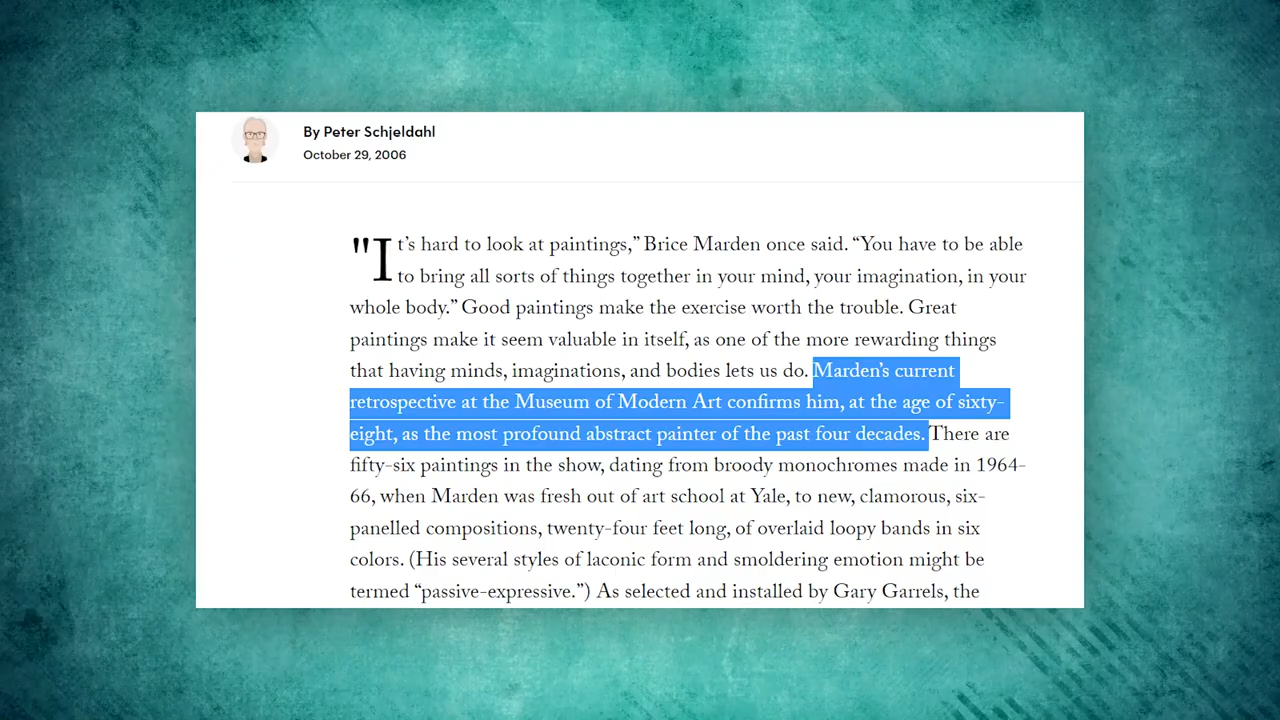 By Peter Schjeldahl
October 29, 2006
"It’s hard to look at paintings,” Brice Marden once said. “You have to be able
to bring all sorts of things together in your mind, your imagination, in your
whole body.” Good paintings make the exercise worth the trouble. Great
paintings make it seem valuable in itself, as one of the more rewarding things
that having minds, imaginations, and bodies lets us do. Marden’s current
retrospective at the Museum of Modern Art confirms him, at the age of sixty-
eight, as the most profound abstract painter of the past four decades. There are
fifty-six paintings in the show, dating from broody monochromes made in 1964-
66, when Marden was fresh out of art school at Yale, to new, clamorous, six-
panelled compositions, twenty-four feet long, of overlaid loopy bands in six
colors. (His several styles of laconic form and smoldering emotion might be
termed “passive-expressive.”) As selected and installed by Gary Garrels, the